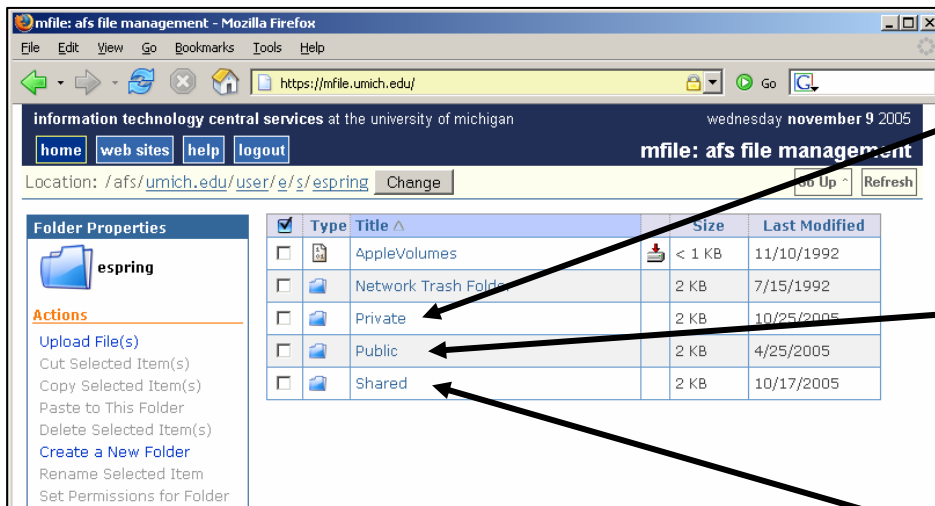 mfile: afs file management - Mozilla Firefox
File Edit View Go Bookmarks Tools Help
https://mfile.umich.edu/ Go
information technology central services at the university of michigan wednesday november 9 2005
home web sites help logout mfile: afs file management
Location: /afs/umich.edu/user/e/s/espring Change Go Up ^ Refresh
Folder Properties
espring
Actions
Upload File(s)
Cut Selected Item(s)
Copy Selected Item(s)
Paste to This Folder
Delete Selected Item(s)
Create a New Folder
Rename Selected Item
Set Permissions for Folder
Type Title Size Last Modified
AppleVolumes < 1 KB 11/10/1992
Network Trash Folder 2 KB 7/15/1992
Private 2 KB 10/25/2005
Public 2 KB 4/25/2005
Shared 2 KB 10/17/2005